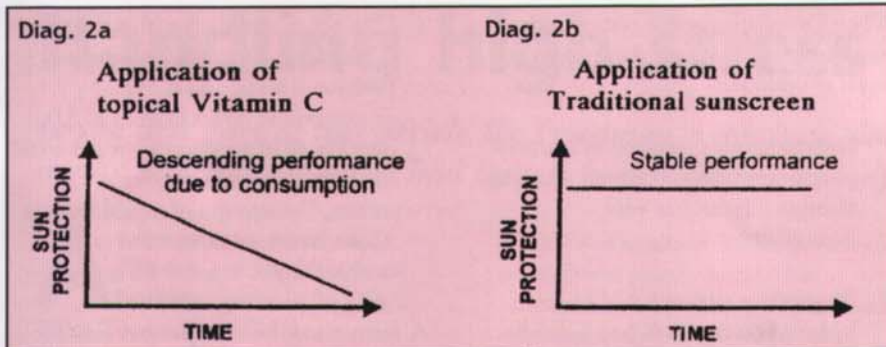 Diag. 2a
Application of
topical Vitamin C
Descending performance
due to consumption
SUN
PROTECTION
TIME
Diag. 2b
Application of
Traditional sunscreen
Stable performance
SUN
PROTECTION
TIME